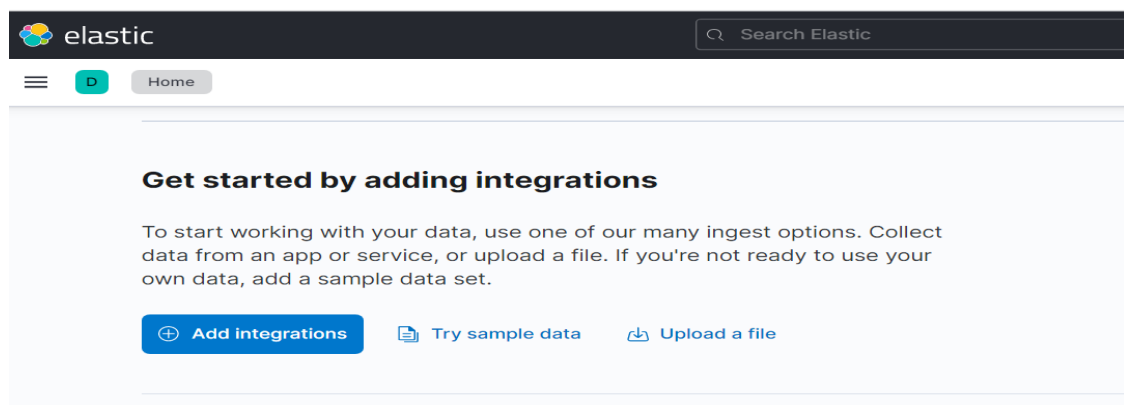 elastic
Search Elastic
D
Home
Get started by adding integrations
To start working with your data, use one of our many ingest options. Collect
data from an app or service, or upload a file. If you're not ready to use your
own data, add a sample data set.
Add integrations
Try sample data
Upload a file